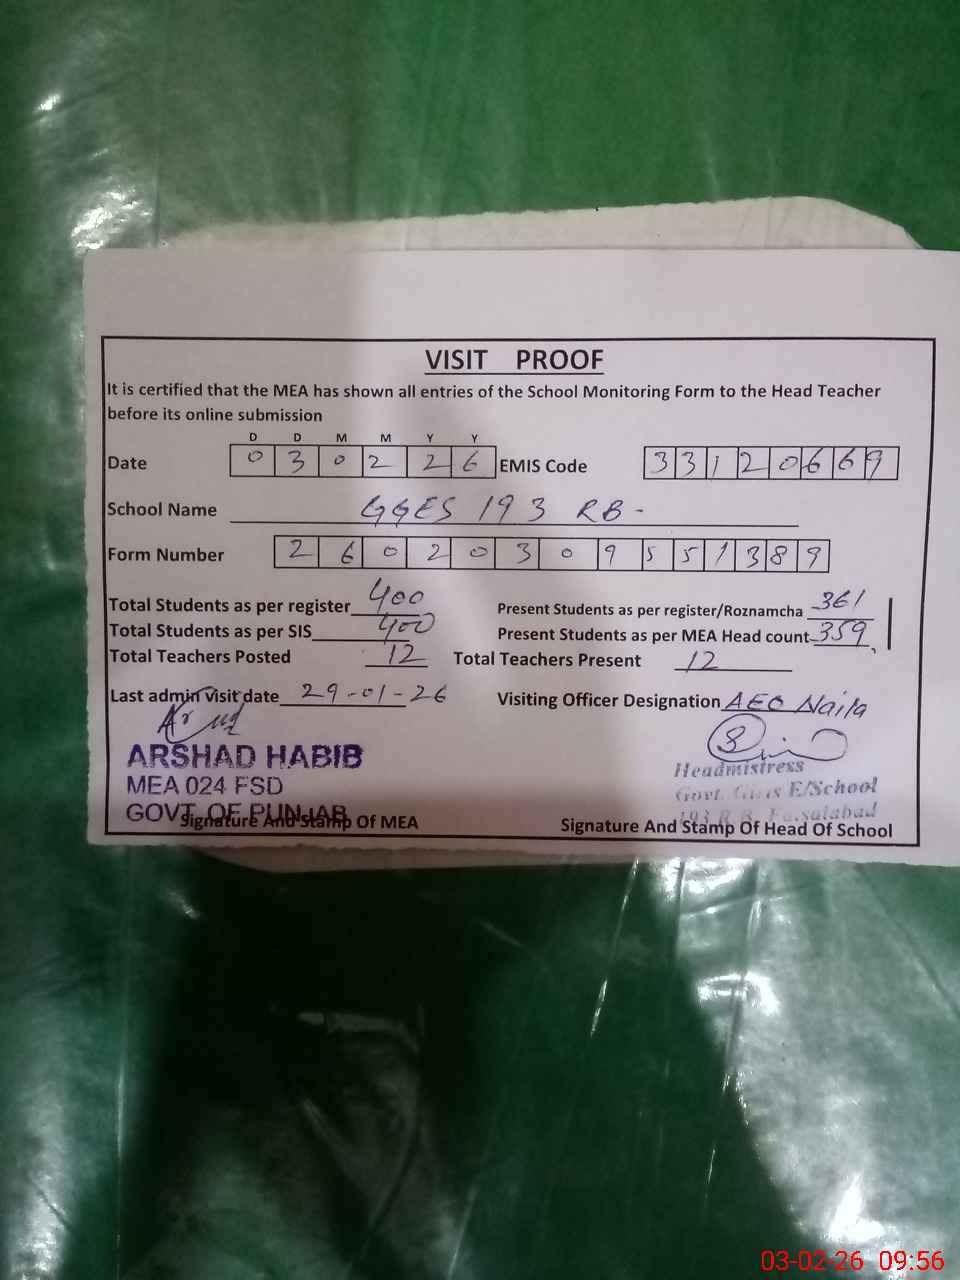 VISIT PROOF
It is certified that the MEA has shown all entries of the School Monitoring Form to the Head Teacher
before its online submission
D D M M Y Y
Date 0 3 0 2 2 6 EMIS Code 3 3 1 2 0 6 6 9
School Name GGES 193 RB-
Form Number 2 6 0 2 0 3 0 9 5 5 1 3 8 9
Total Students as per register 400 Present Students as per register/Roznamcha 361
Total Students as per SIS 400 Present Students as per MEA Head count 359
Total Teachers Posted 12 Total Teachers Present 12
Last admin visit date 29-01-26 Visiting Officer Designation AEO Naila
ARSHAD HABIB
MEA 024 FSD
GOVT. OF PUNJAB
Signature And Stamp Of MEA
Headmistress
Govt. Girls E/School
193 R.B. Faisalabad
Signature And Stamp Of Head Of School
03-02-26 09:56